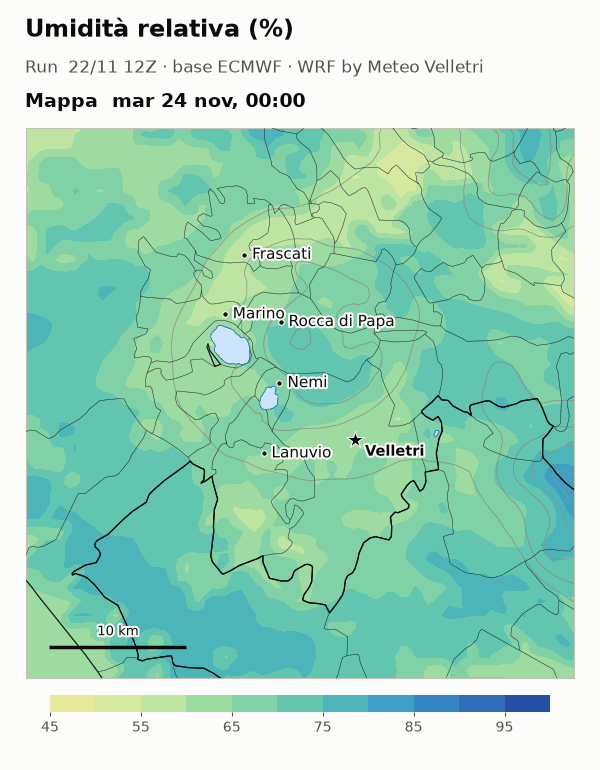 Umidità relativa (%)
Run  22/11 12Z · base ECMWF · WRF by Meteo Velletri
Mappa  mar 24 nov, 00:00
Frascati
Marino
Rocca di Papa
Nemi
Velletri
Lanuvio
10 km
45 55 65 75 85 95